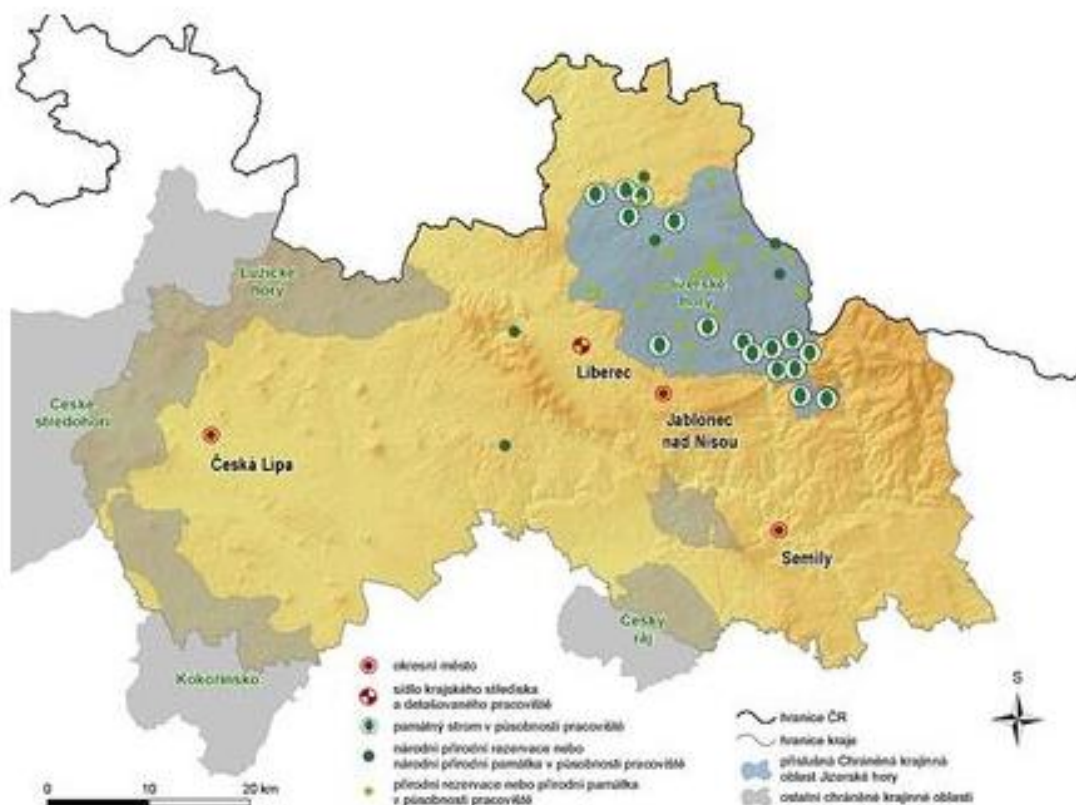 Lužické
hory
Jizerské
hory
Liberec
České
středohoří
Jablonec
nad Nisou
Česká Lípa
Semily
Český
ráj
Kokořínsko
okresní město
sídlo krajského střediska
a detašovaného pracoviště
památný strom v působnosti pracoviště
národní přírodní rezervace nebo
národní přírodní památka v působnosti pracoviště
přírodní rezervace nebo přírodní památka
v působnosti pracoviště
S
hranice ČR
hranice kraje
příslušná Chráněná krajinná
oblast Jizerské hory
ostatní chráněné krajinné oblasti
0 10 20 km